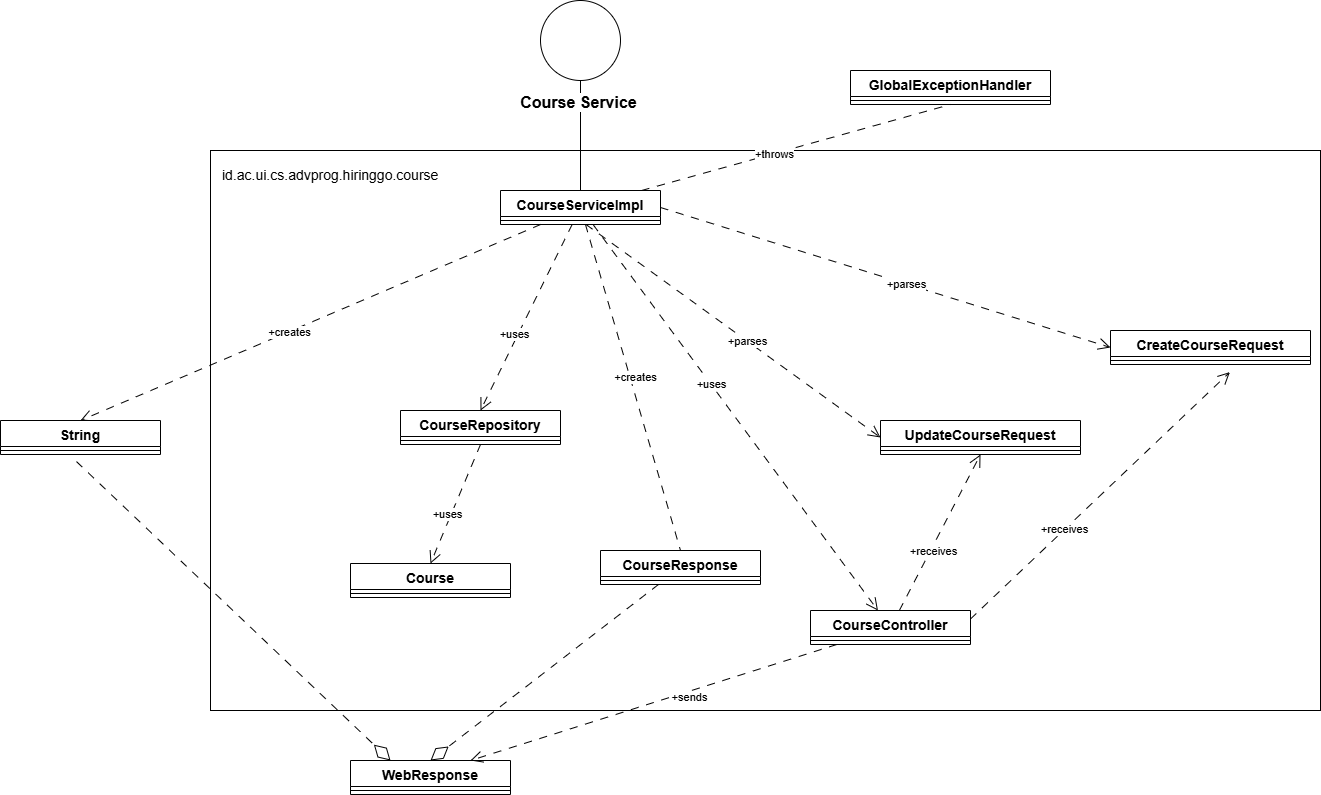 Course Service
GlobalExceptionHandler
+throws
id.ac.ui.cs.advprog.hiringgo.course
CourseServiceImpl
+parses
+creates
+uses
+parses
CreateCourseRequest
+creates
+uses
String
CourseRepository
UpdateCourseRequest
+uses
+receives
+receives
Course
CourseResponse
CourseController
+sends
WebResponse